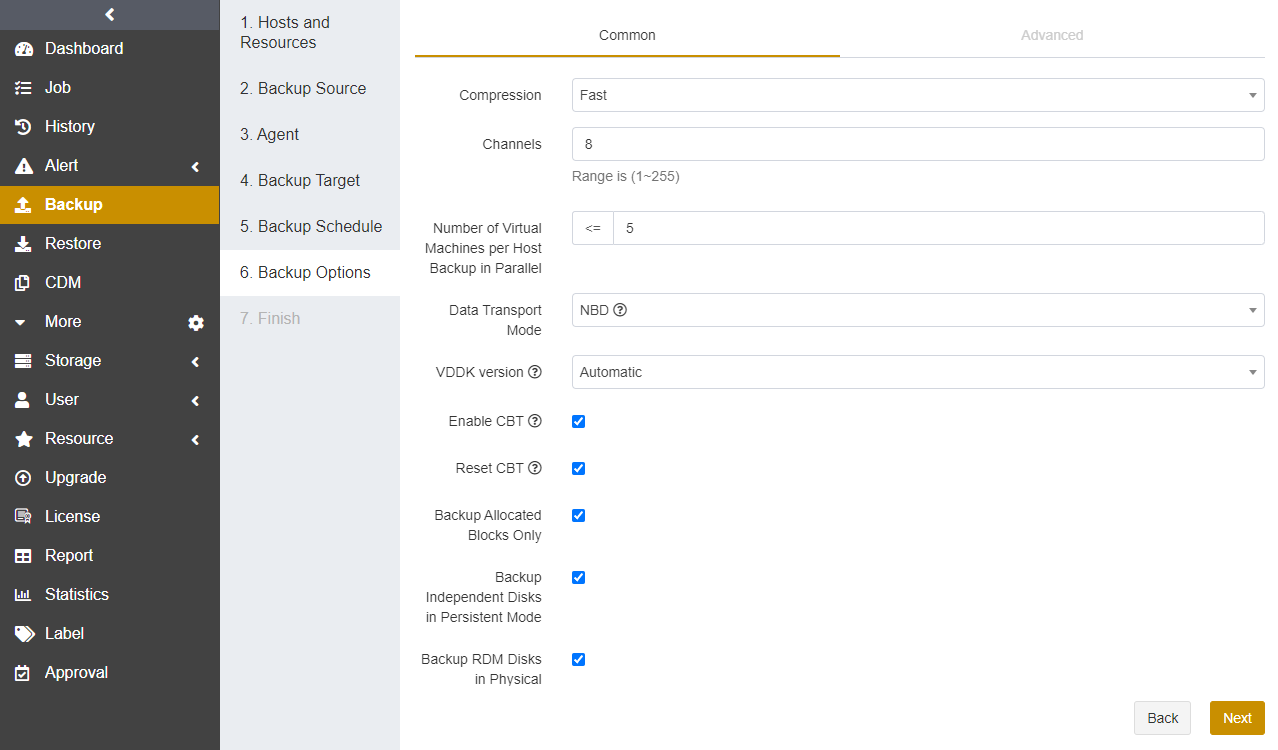 Dashboard
Job
History
Alert
Backup
Restore
CDM
More
Storage
User
Resource
Upgrade
License
Report
Statistics
Label
Approval
1. Hosts and
Resources
2. Backup Source
3. Agent
4. Backup Target
5. Backup Schedule
6. Backup Options
7. Finish
Common
Advanced
Compression
Fast
Channels
8
Range is (1~255)
Number of Virtual
Machines per Host
Backup in Parallel
<=
5
Data Transport
Mode
NBD
VDDK version
Automatic
Enable CBT
Reset CBT
Backup Allocated
Blocks Only
Backup
Independent Disks
in Persistent Mode
Backup RDM Disks
in Physical
Back
Next